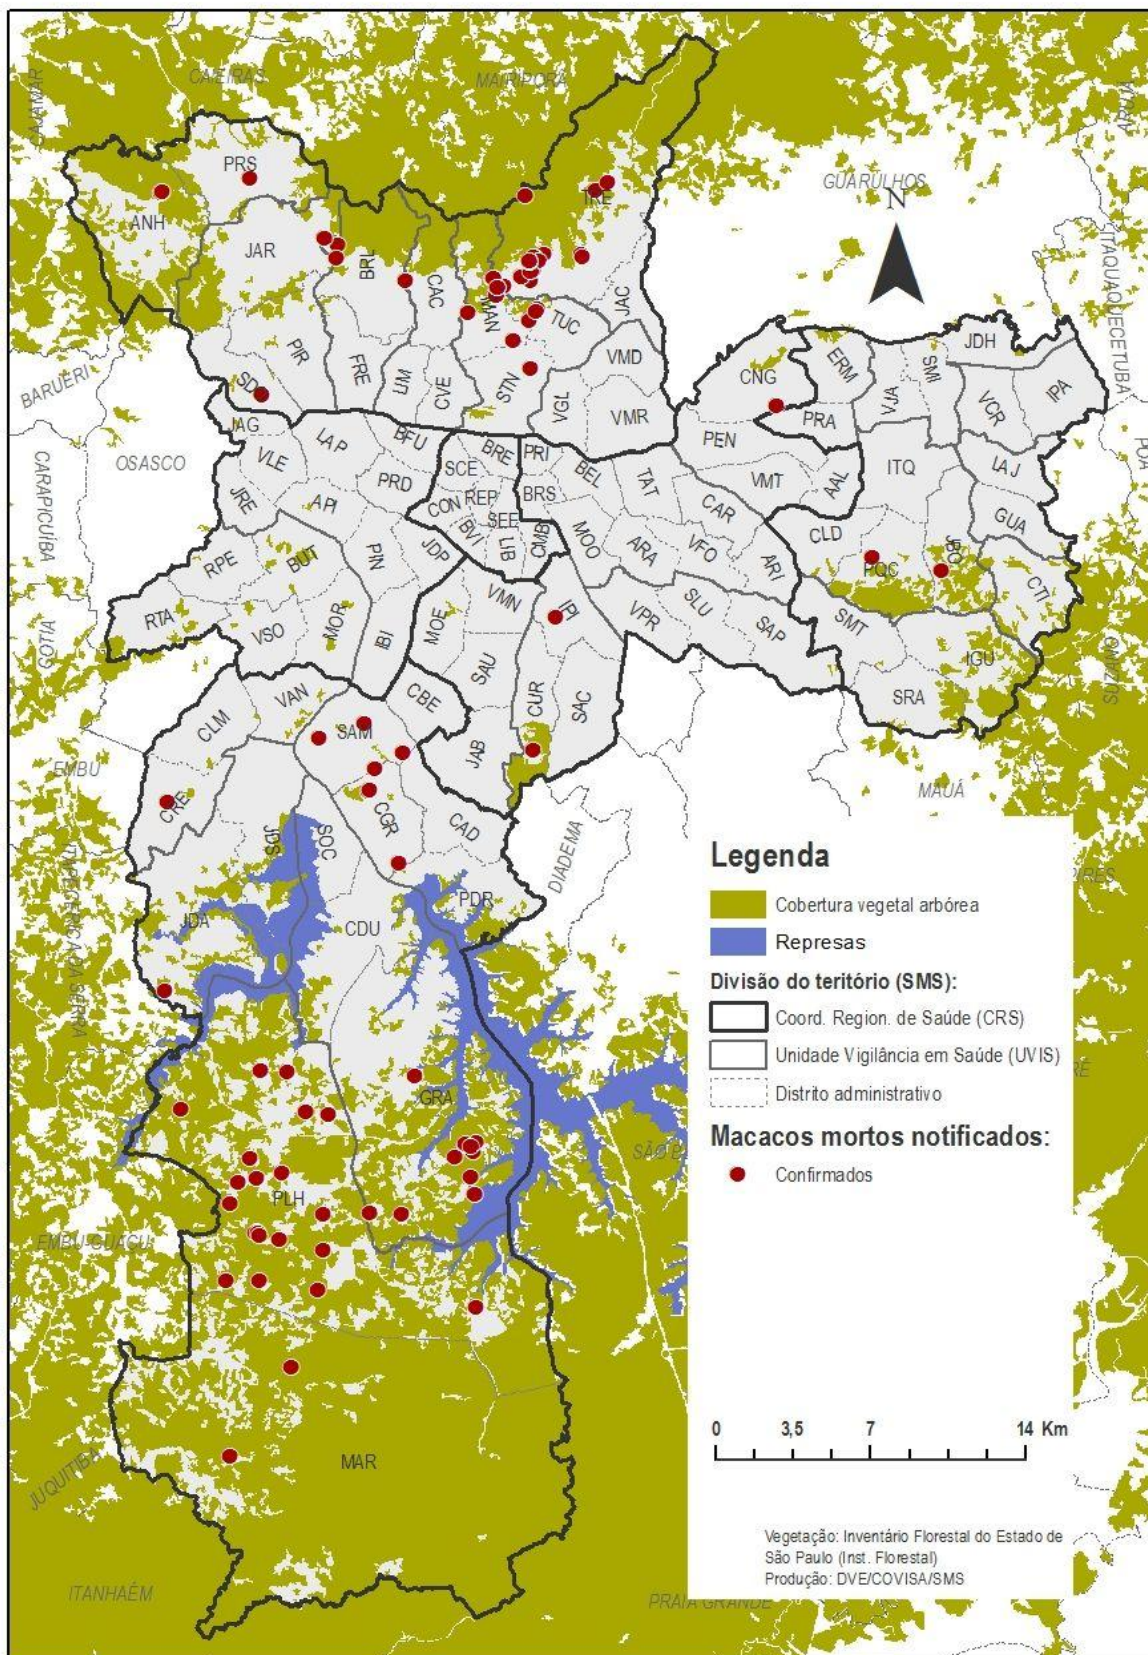 CAIEIRAS
MAIRIPORÃ
CAJAMAR
ARUJÁ
PRS
TRE
GUARULHOS
N
ANH
JAR
BRL
CAC
MAN
JAC
ITAQUAQUECETUBA
TUC
JDH
PIR
FRE
LIM
CVE
STN
VMD
CNG
ERM
VJA
SMI
VCR
IPA
BARUERI
VGL
VMR
PRA
JAG
LAP
BFU
PEN
OSASCO
CARAPICUÍBA
VLE
PRD
SCE
BRE
PRI
BEL
TAT
VMT
AAL
ITQ
LAJ
JRE
API
CON
REP
BRS
CAR
GUA
SEE
BVI
LIB
CMB
MOO
ARA
VFO
CLD
RPE
BUT
PIN
JDP
ARI
PQC
JBO
CTI
RTA
VSO
MOR
IBI
MOE
VMN
IPI
VPR
SLU
SAP
SMT
COTIA
SUZANO
SAU
IGU
VAN
CBE
CUR
SAC
SRA
CLM
SAM
JAB
EMBU
MAUÁ
CRE
CGR
CAD
ITAPECERICA DA SERRA
SOC
DIADEMA
Legenda
JDA
PDR
Cobertura vegetal arbórea
CDU
Represas
Divisão do teritório (SMS):
Coord. Region. de Saúde (CRS)
Unidade Vigilância em Saúde (UVIS)
GRA
Distrito administrativo
Macacos mortos notificados:
Confirmados
PLH
EMBU-GUAÇU
0 3,5 7 14 Km
MAR
JUQUITIBA
Vegetação: Inventário Florestal do Estado de
São Paulo (Inst. Florestal)
Produção: DVE/COVISA/SMS
ITANHAÉM
PRAIA GRANDE